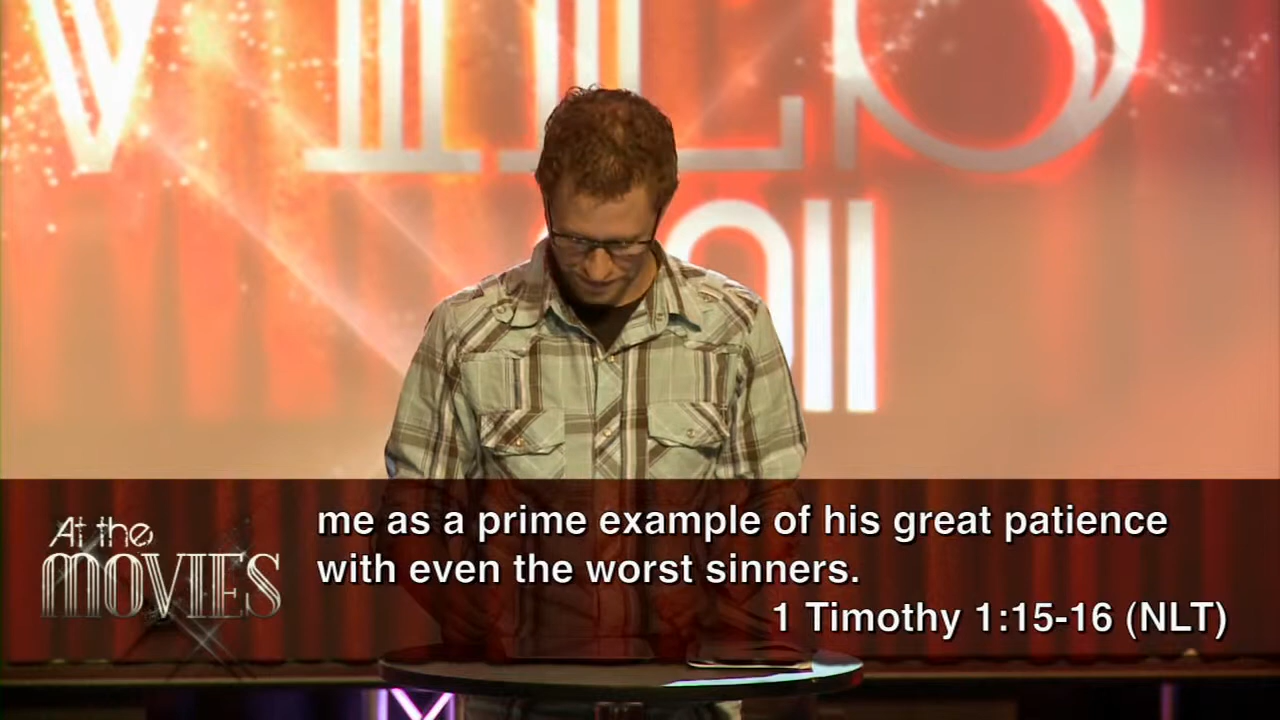 At the
MOVIES
me as a prime example of his great patience
with even the worst sinners.
1 Timothy 1:15-16 (NLT)